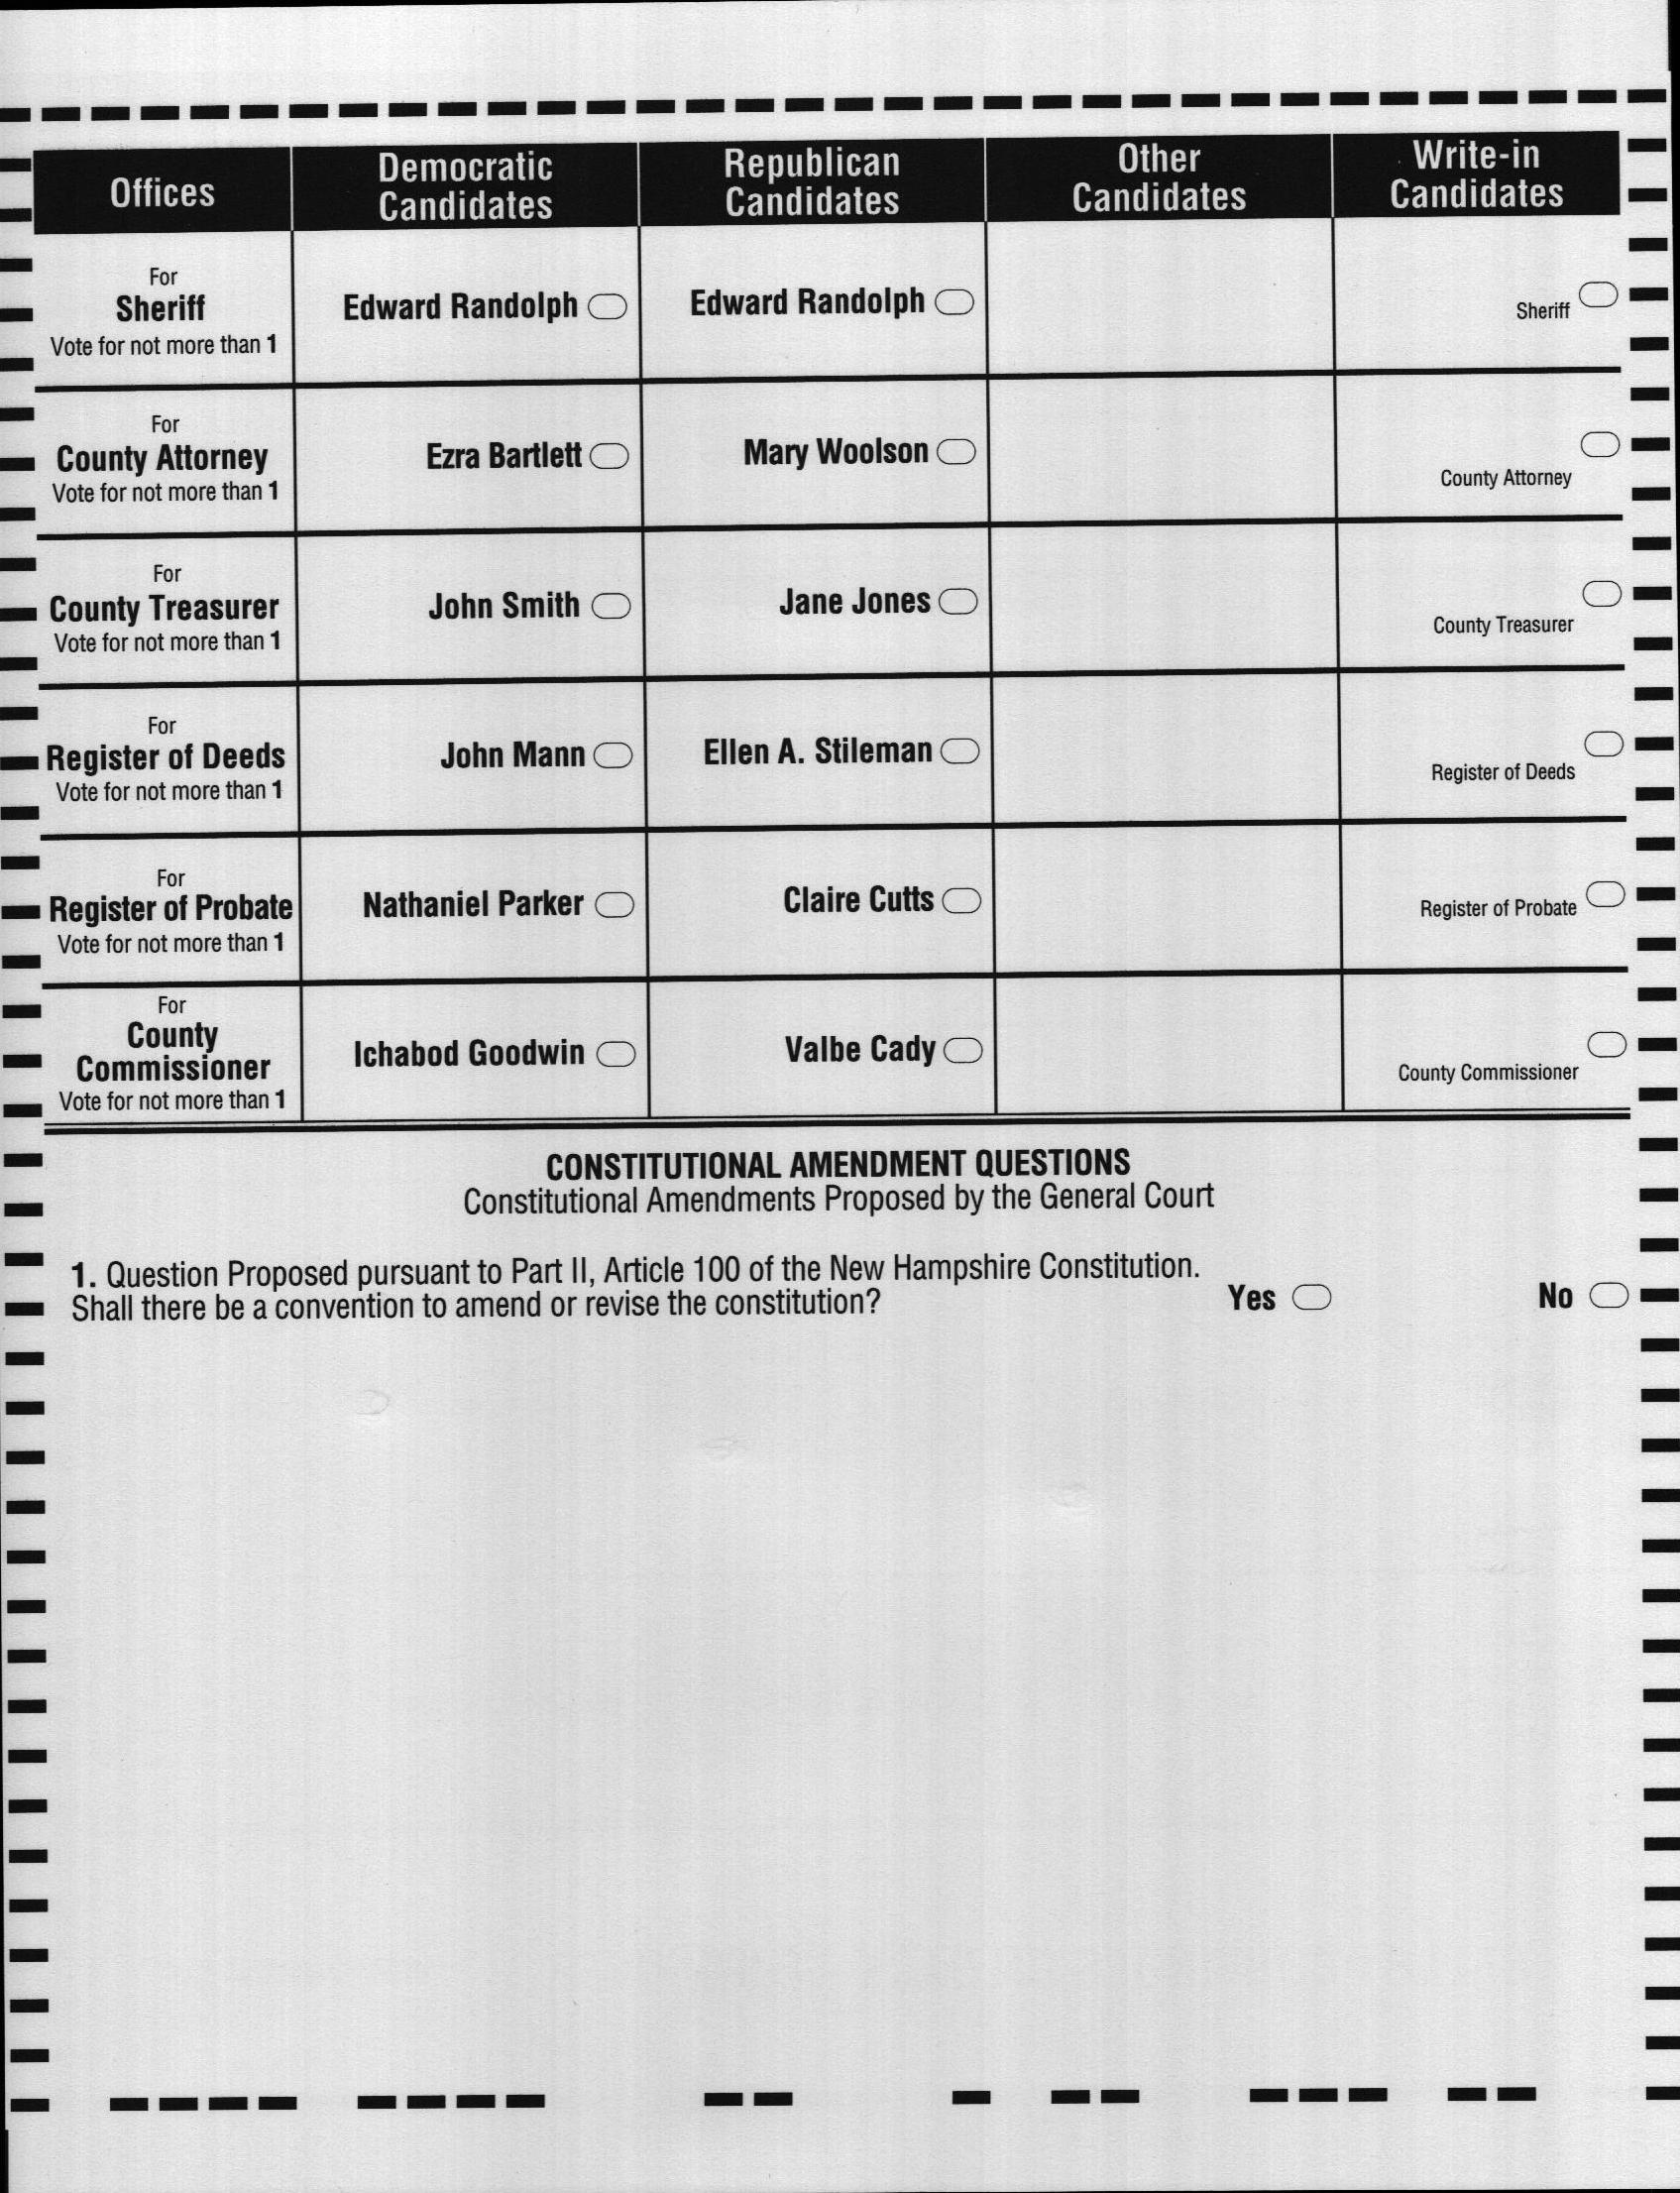 Offices
Democratic
Candidates
Republican
Candidates
Other
Candidates
Write-in
Candidates
For
Sheriff
Vote for not more than 1
Edward Randolph
Edward Randolph
Sheriff
For
County Attorney
Vote for not more than 1
Ezra Bartlett
Mary Woolson
County Attorney
For
County Treasurer
Vote for not more than 1
John Smith
Jane Jones
County Treasurer
For
Register of Deeds
Vote for not more than 1
John Mann
Ellen A. Stileman
Register of Deeds
For
Register of Probate
Vote for not more than 1
Nathaniel Parker
Claire Cutts
Register of Probate
For
County
Commissioner
Vote for not more than 1
Ichabod Goodwin
Valbe Cady
County Commissioner
CONSTITUTIONAL AMENDMENT QUESTIONS
Constitutional Amendments Proposed by the General Court
1. Question Proposed pursuant to Part II, Article 100 of the New Hampshire Constitution.
Shall there be a convention to amend or revise the constitution?
Yes
No